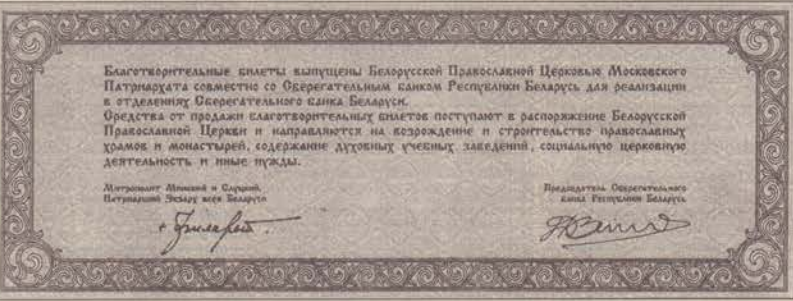 Благотворительные билеты выпущены Белорусской Православной Церковью Московского
Патриархата совместно со Сберегательным банком Республики Беларусь для реализации
в отделениях Сберегательного банка Беларуси.
Средства от продажи благотворительных билетов поступают в распоряжение Белорусской
Православной Церкви и направляются на возрождение и строительство православных
храмов и монастырей, содержание духовных учебных заведений, социальную церковную
деятельность и иные нужды.
Митрополит Минский и Слуцкий,
Патриарший Экзарх всея Беларуси
Председатель Сберегательного
банка Республики Беларусь
+ Филарет.